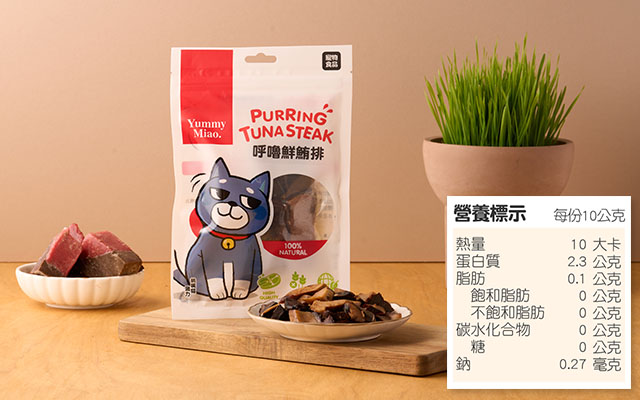 寵物
食品
Yummy
Miao.
PURRING
TUNA STEAK
呼嚕鮮鮪排
100%
NATURAL
營養標示 每份10公克
熱量 10 大卡
蛋白質 2.3 公克
脂肪 0.1 公克
飽和脂肪 0 公克
不飽和脂肪 0 公克
碳水化合物 0 公克
糖 0 公克
鈉 0.27 毫克